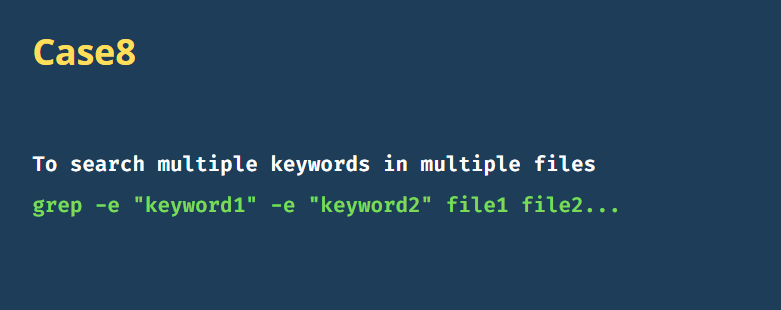 Case8
To search multiple keywords in multiple files
grep -e "keyword1" -e "keyword2" file1 file2...